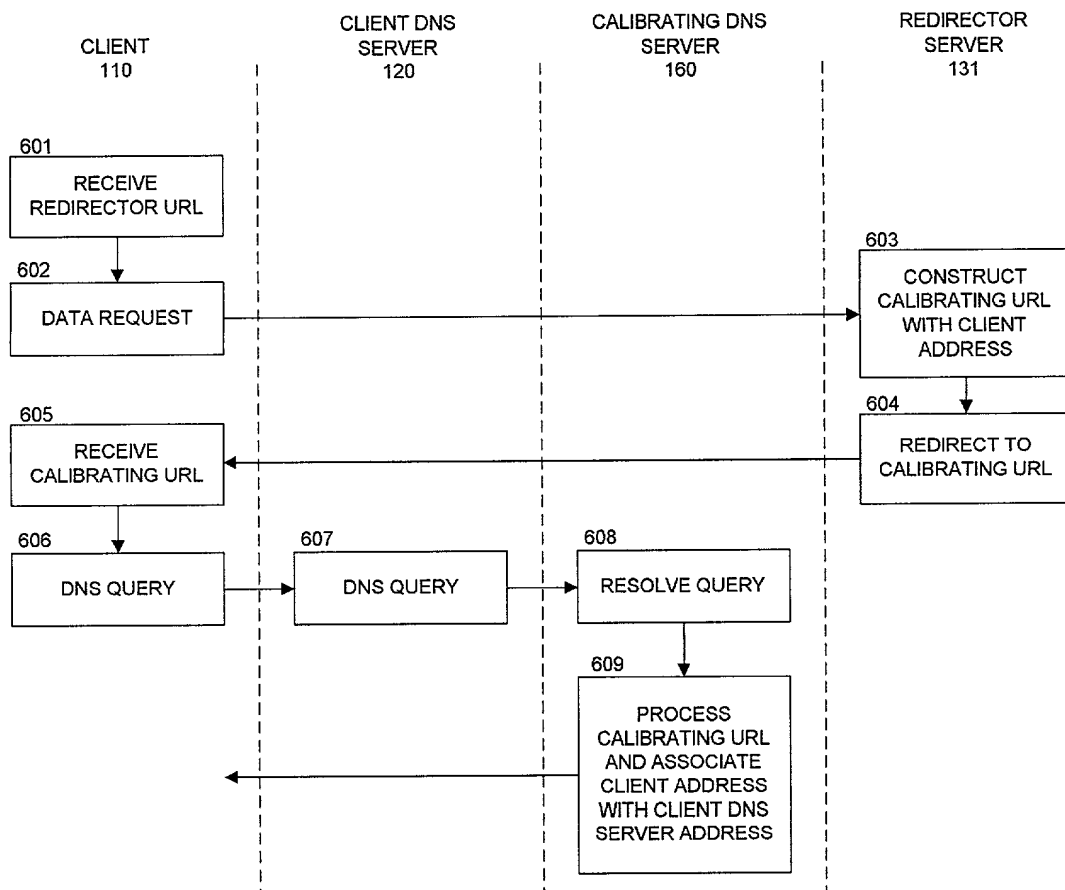 CLIENT
110
CLIENT DNS
SERVER
120
CALIBRATING DNS
SERVER
160
REDIRECTOR
SERVER
131
601
RECEIVE
REDIRECTOR URL
602
DATA REQUEST
603
CONSTRUCT
CALIBRATING URL
WITH CLIENT
ADDRESS
604
REDIRECT TO
CALIBRATING URL
605
RECEIVE
CALIBRATING URL
606
DNS QUERY
607
DNS QUERY
608
RESOLVE QUERY
609
PROCESS
CALIBRATING URL
AND ASSOCIATE
CLIENT ADDRESS
WITH CLIENT DNS
SERVER ADDRESS